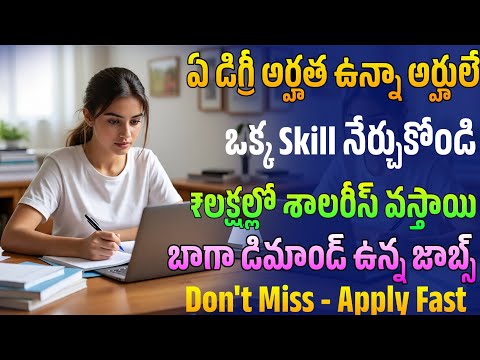 ఏ డిగ్రీ అర్హత ఉన్నా అర్హులే
ఒక్క Skill నేర్చుకోండి
₹లక్షల్లో శాలరీస్ వస్తాయి
బాగా డిమాండ్ ఉన్న జాబ్స్
Don't Miss - Apply Fast